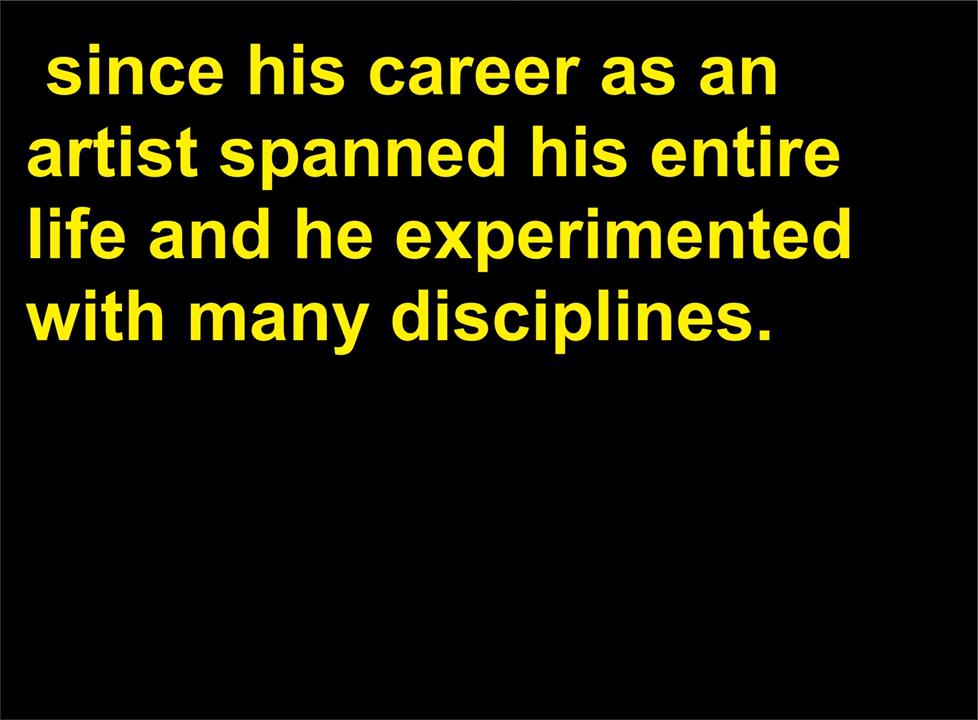 since his career as an
artist spanned his entire
life and he experimented
with many disciplines.